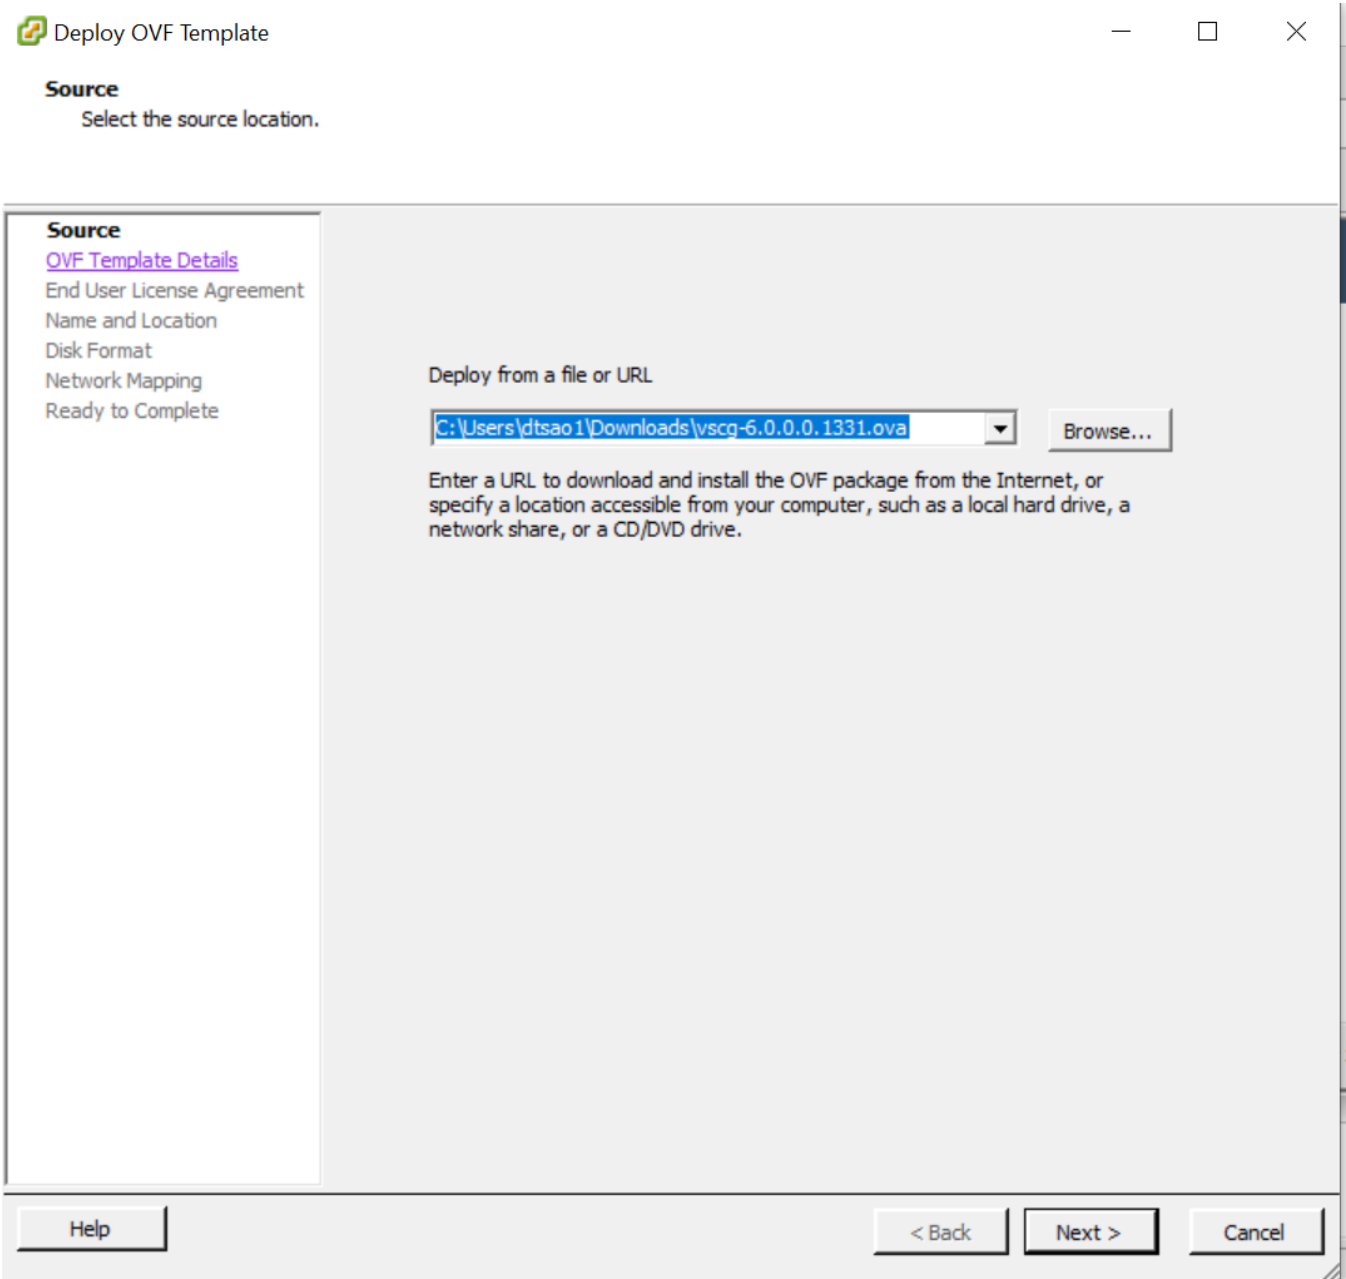 Deploy OVF Template
Source
Select the source location.
Source
OVF Template Details
End User License Agreement
Name and Location
Disk Format
Network Mapping
Ready to Complete
Deploy from a file or URL
C:\Users\dtsao1\Downloads\vscg-6.0.0.0.1331.ova
Browse...
Enter a URL to download and install the OVF package from the Internet, or
specify a location accessible from your computer, such as a local hard drive, a
network share, or a CD/DVD drive.
Help
< Back
Next >
Cancel